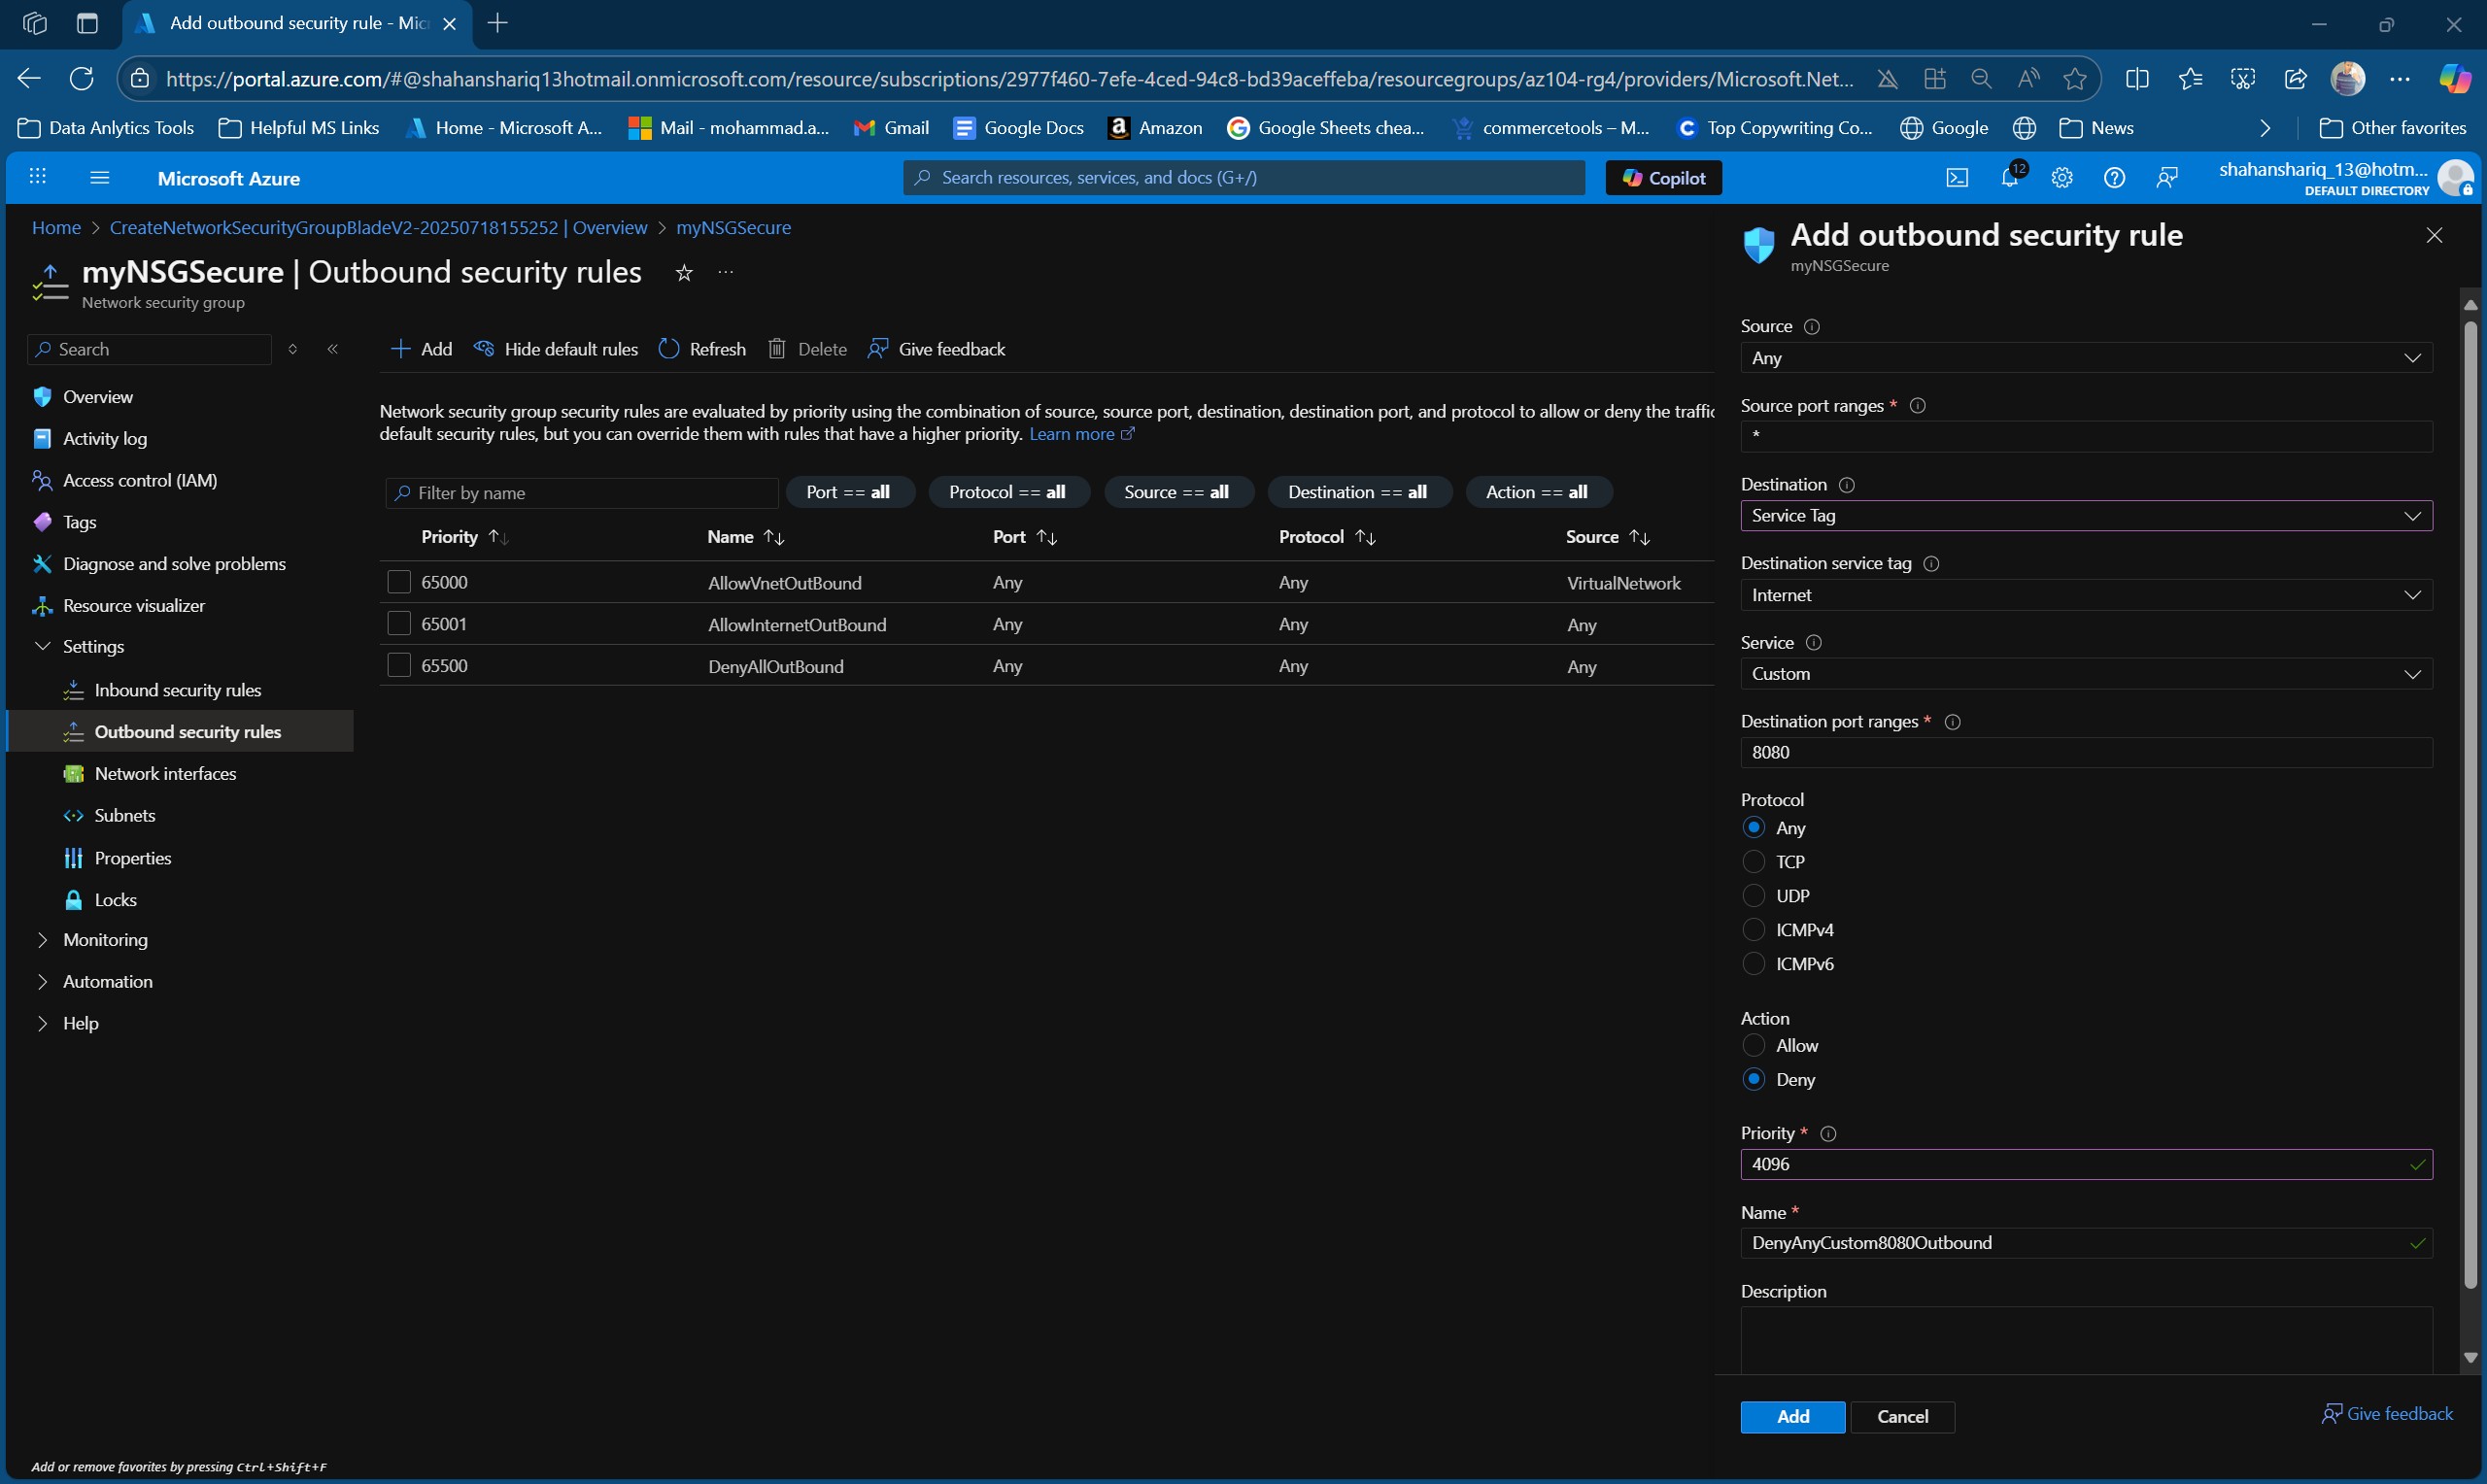 Add outbound security rule - Mic
https://portal.azure.com/#@shahanshariq13hotmail.onmicrosoft.com/resource/subscriptions/2977f460-7efe-4ced-94c8-bd39aceffeba/resourcegroups/az104-rg4/providers/Microsoft.Net...
Data Anlytics Tools Helpful MS Links Home - Microsoft A... Mail - mohammad.a... Gmail Google Docs Amazon Google Sheets chea... commercetools – M... Top Copywriting Co... Google News Other favorites
Microsoft Azure Search resources, services, and docs (G+/) Copilot 12 shahanshariq_13@hotm...
DEFAULT DIRECTORY
Home > CreateNetworkSecurityGroupBladeV2-20250718155252 | Overview > myNSGSecure
myNSGSecure | Outbound security rules ...
Network security group
Search
Overview
Activity log
Access control (IAM)
Tags
Diagnose and solve problems
Resource visualizer
Settings
Inbound security rules
Outbound security rules
Network interfaces
Subnets
Properties
Locks
Monitoring
Automation
Help
Add or remove favorites by pressing Ctrl+Shift+F
Add Hide default rules Refresh Delete Give feedback
Network security group security rules are evaluated by priority using the combination of source, source port, destination, destination port, and protocol to allow or deny the traffic
default security rules, but you can override them with rules that have a higher priority. Learn more
Filter by name Port == all Protocol == all Source == all Destination == all Action == all
Priority Name Port Protocol Source
65000 AllowVnetOutBound Any Any VirtualNetwork
65001 AllowInternetOutBound Any Any Any
65500 DenyAllOutBound Any Any Any
Add outbound security rule
myNSGSecure
Source
Any
Source port ranges *
*
Destination
Service Tag
Destination service tag
Internet
Service
Custom
Destination port ranges *
8080
Protocol
Any
TCP
UDP
ICMPv4
ICMPv6
Action
Allow
Deny
Priority *
4096
Name *
DenyAnyCustom8080Outbound
Description
Add Cancel Give feedback